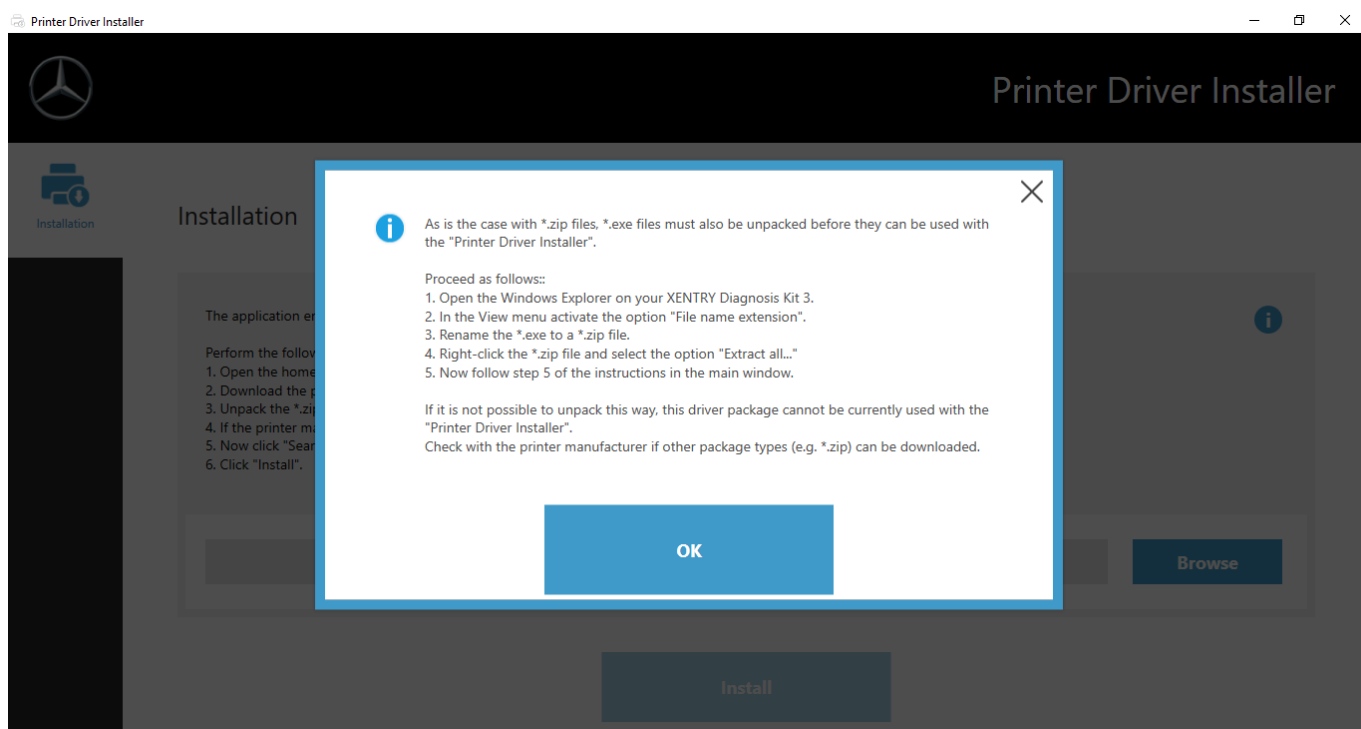 Printer Driver Installer
Printer Driver Installer
Installation
Installation
As is the case with *.zip files, *.exe files must also be unpacked before they can be used with
the "Printer Driver Installer".
Proceed as follows::
1. Open the Windows Explorer on your XENTRY Diagnosis Kit 3.
2. In the View menu activate the option "File name extension".
3. Rename the *.exe to a *.zip file.
4. Right-click the *.zip file and select the option "Extract all..."
5. Now follow step 5 of the instructions in the main window.
If it is not possible to unpack this way, this driver package cannot be currently used with the
"Printer Driver Installer".
Check with the printer manufacturer if other package types (e.g. *.zip) can be downloaded.
OK
The application
Perform the
1. Open the home
2. Download the
3. Unpack the
4. If the printer
5. Now click
6. Click "Install".
Browse
Install